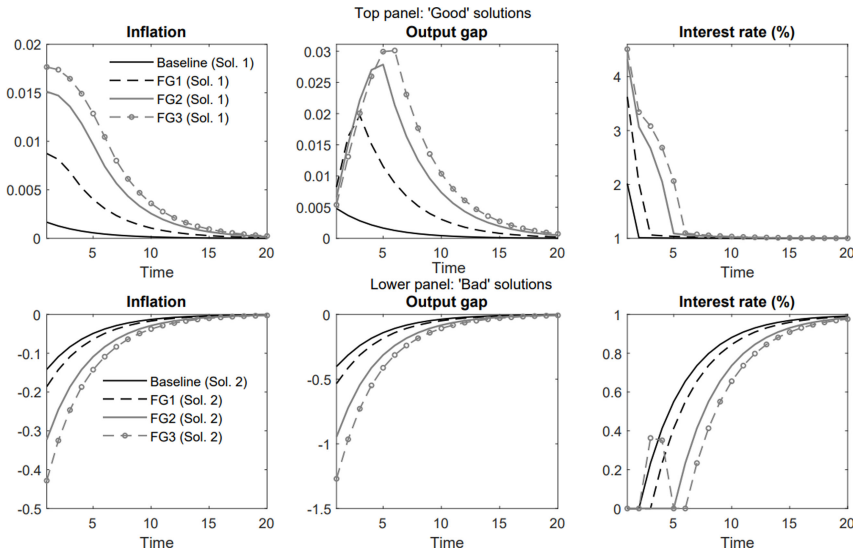 Top panel: 'Good' solutions
Inflation Output gap Interest rate (%)
0.02
0.015
0.01
0.005
0
Baseline (Sol. 1)
FG1 (Sol. 1)
FG2 (Sol. 1)
FG3 (Sol. 1)
5 10 15 20
Time
0.03
0.025
0.02
0.015
0.01
0.005
0
5 10 15 20
Time
4
3
2
1
5 10 15 20
Time
Lower panel: 'Bad' solutions
Inflation Output gap Interest rate (%)
0
-0.1
-0.2
-0.3
-0.4
-0.5
Baseline (Sol. 2)
FG1 (Sol. 2)
FG2 (Sol. 2)
FG3 (Sol. 2)
5 10 15 20
Time
0
-0.5
-1
-1.5
5 10 15 20
Time
1
0.8
0.6
0.4
0.2
0
5 10 15 20
Time